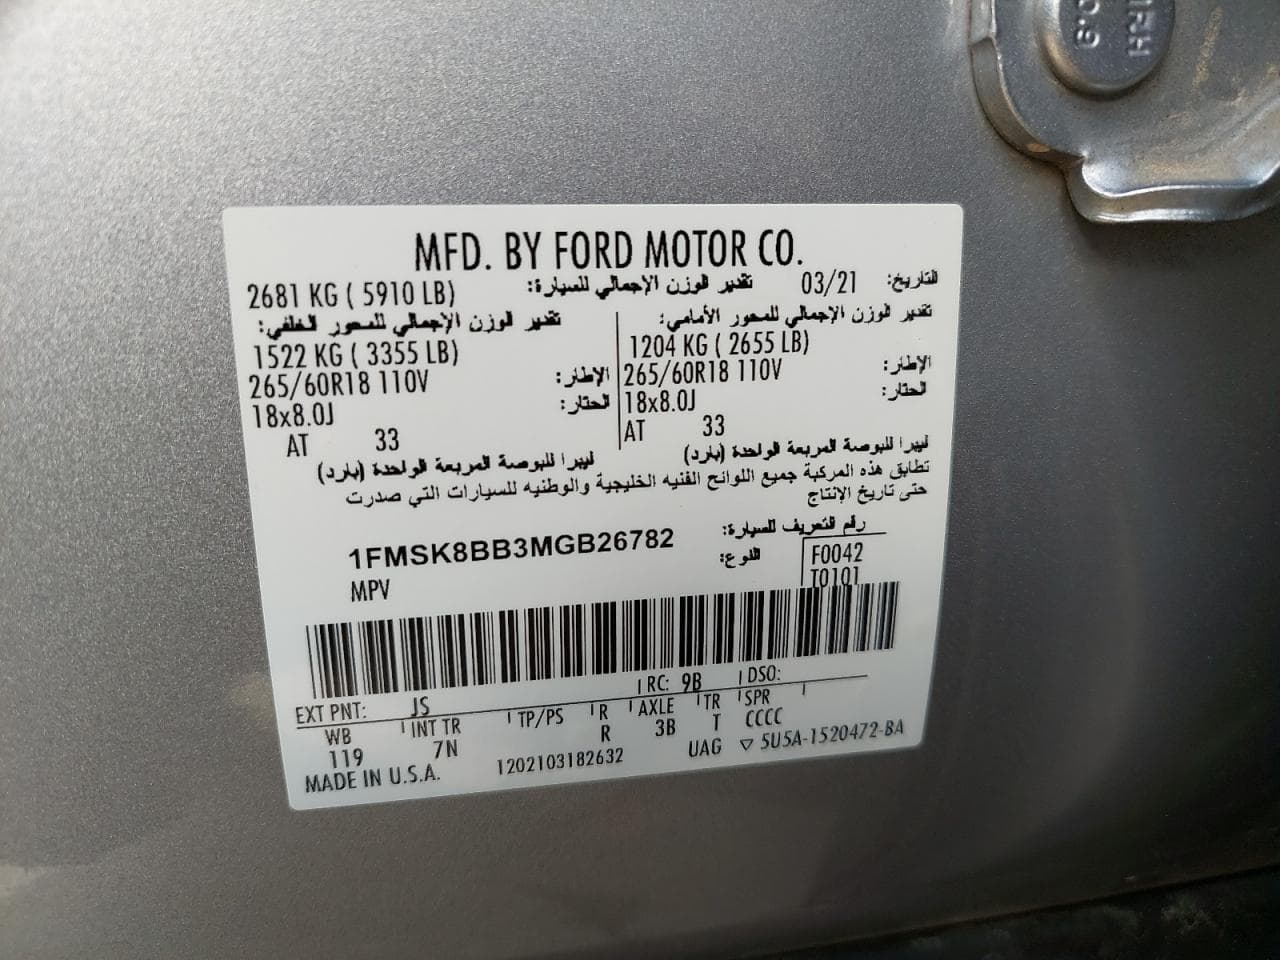 HRH
6.0
MFD. BY FORD MOTOR CO.
التاريخ: 03/21 تقدير الوزن الإجمالي للسيارة: 2681 KG ( 5910 LB)
تقدير الوزن الإجمالي للمحور الأمامي: تقدير الوزن الإجمالي للمحور الخلفي:
1204 KG ( 2655 LB) 1522 KG ( 3355 LB)
الإطار: 265/60R18 110V الإطار: 265/60R18 110V
الحتار: 18x8.0J الحتار: 18x8.0J
AT 33 AT 33
ليبرا للبوصة المربعة الواحدة (بارد) ليبرا للبوصة المربعة الواحدة (بارد)
تطابق هذه المركبة جميع اللوائح الفنيه الخليجية والوطنيه للسيارات التي صدرت
حتى تاريخ الإنتاج
رقم التعريف للسيارة: 1FMSK8BB3MGB26782
النوع: MPV
F0042
T0101
EXT PNT: JS RC: 9B DSO:
WB INT TR TP/PS R AXLE TR SPR
119 7N R 3B T CCCC
MADE IN U.S.A. 1202103182632 UAG ▽ 5U5A-1520472-BA